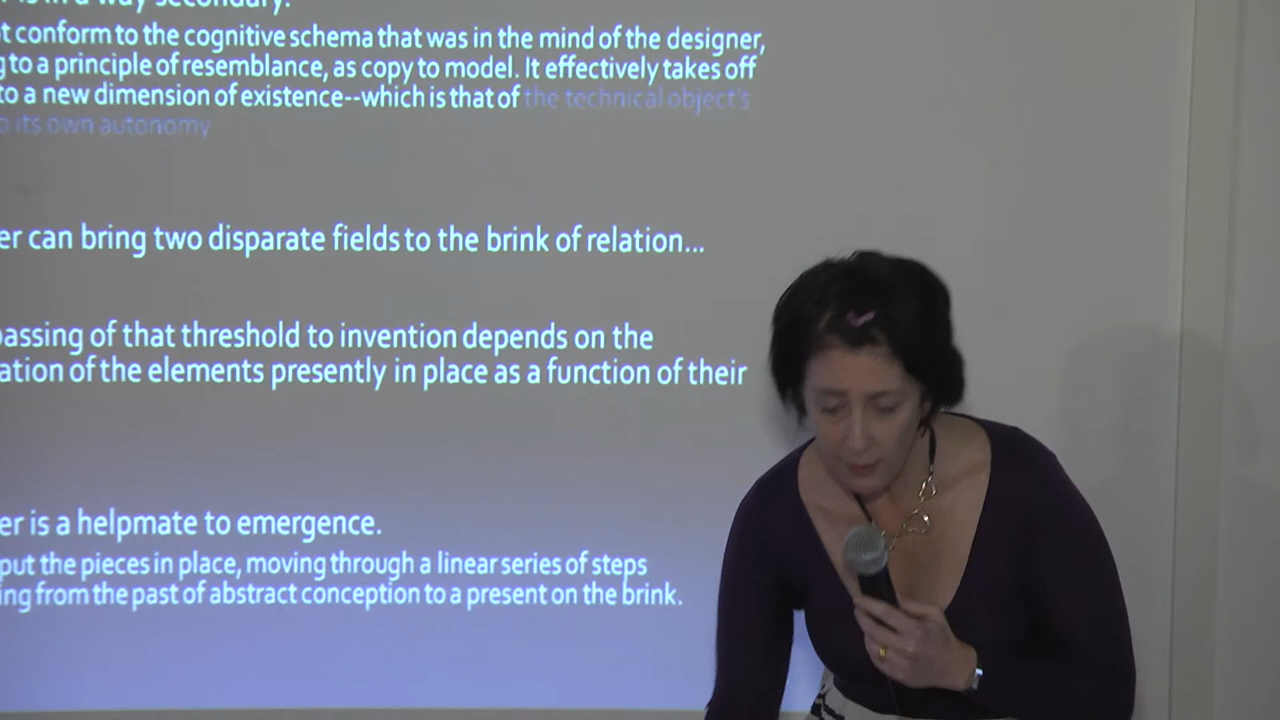 is in a way secondary.
t conform to the cognitive schema that was in the mind of the designer,
g to a principle of resemblance, as copy to model. It effectively takes off
to a new dimension of existence--which is that of the technical object's
o its own autonomy
er can bring two disparate fields to the brink of relation...
passing of that threshold to invention depends on the
ation of the elements presently in place as a function of their
er is a helpmate to emergence.
put the pieces in place, moving through a linear series of steps
ing from the past of abstract conception to a present on the brink.